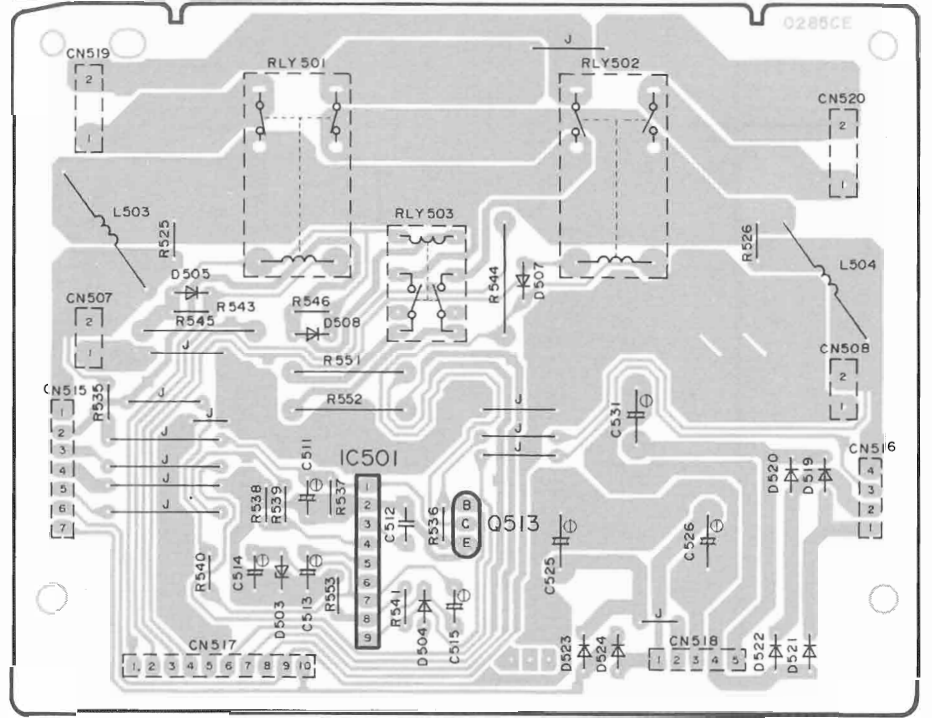 0285CE
J
CN519
2
1
RLY501
RLY502
CN520
2
1
L503
R525
RLY503
R544
D507
R526
L504
D505
R543
R545
J
R546
D508
R551
R552
CN507
2
1
CN508
2
1
CN515
1
2
3
4
5
6
7
R535
J
J
J
J
J
J
J
J
J
C531
CN516
4
3
2
1
D520
D519
C511
IC501
1
2
3
4
5
6
7
8
9
R538
R539
R537
C512
R536
B
C
E
Q513
C525
C526
R540
C514
D503
C513
R553
R541
D504
C515
J
CN517
1
2
3
4
5
6
7
8
9
10
D523
D524
CN518
1
2
3
4
5
D522
D521